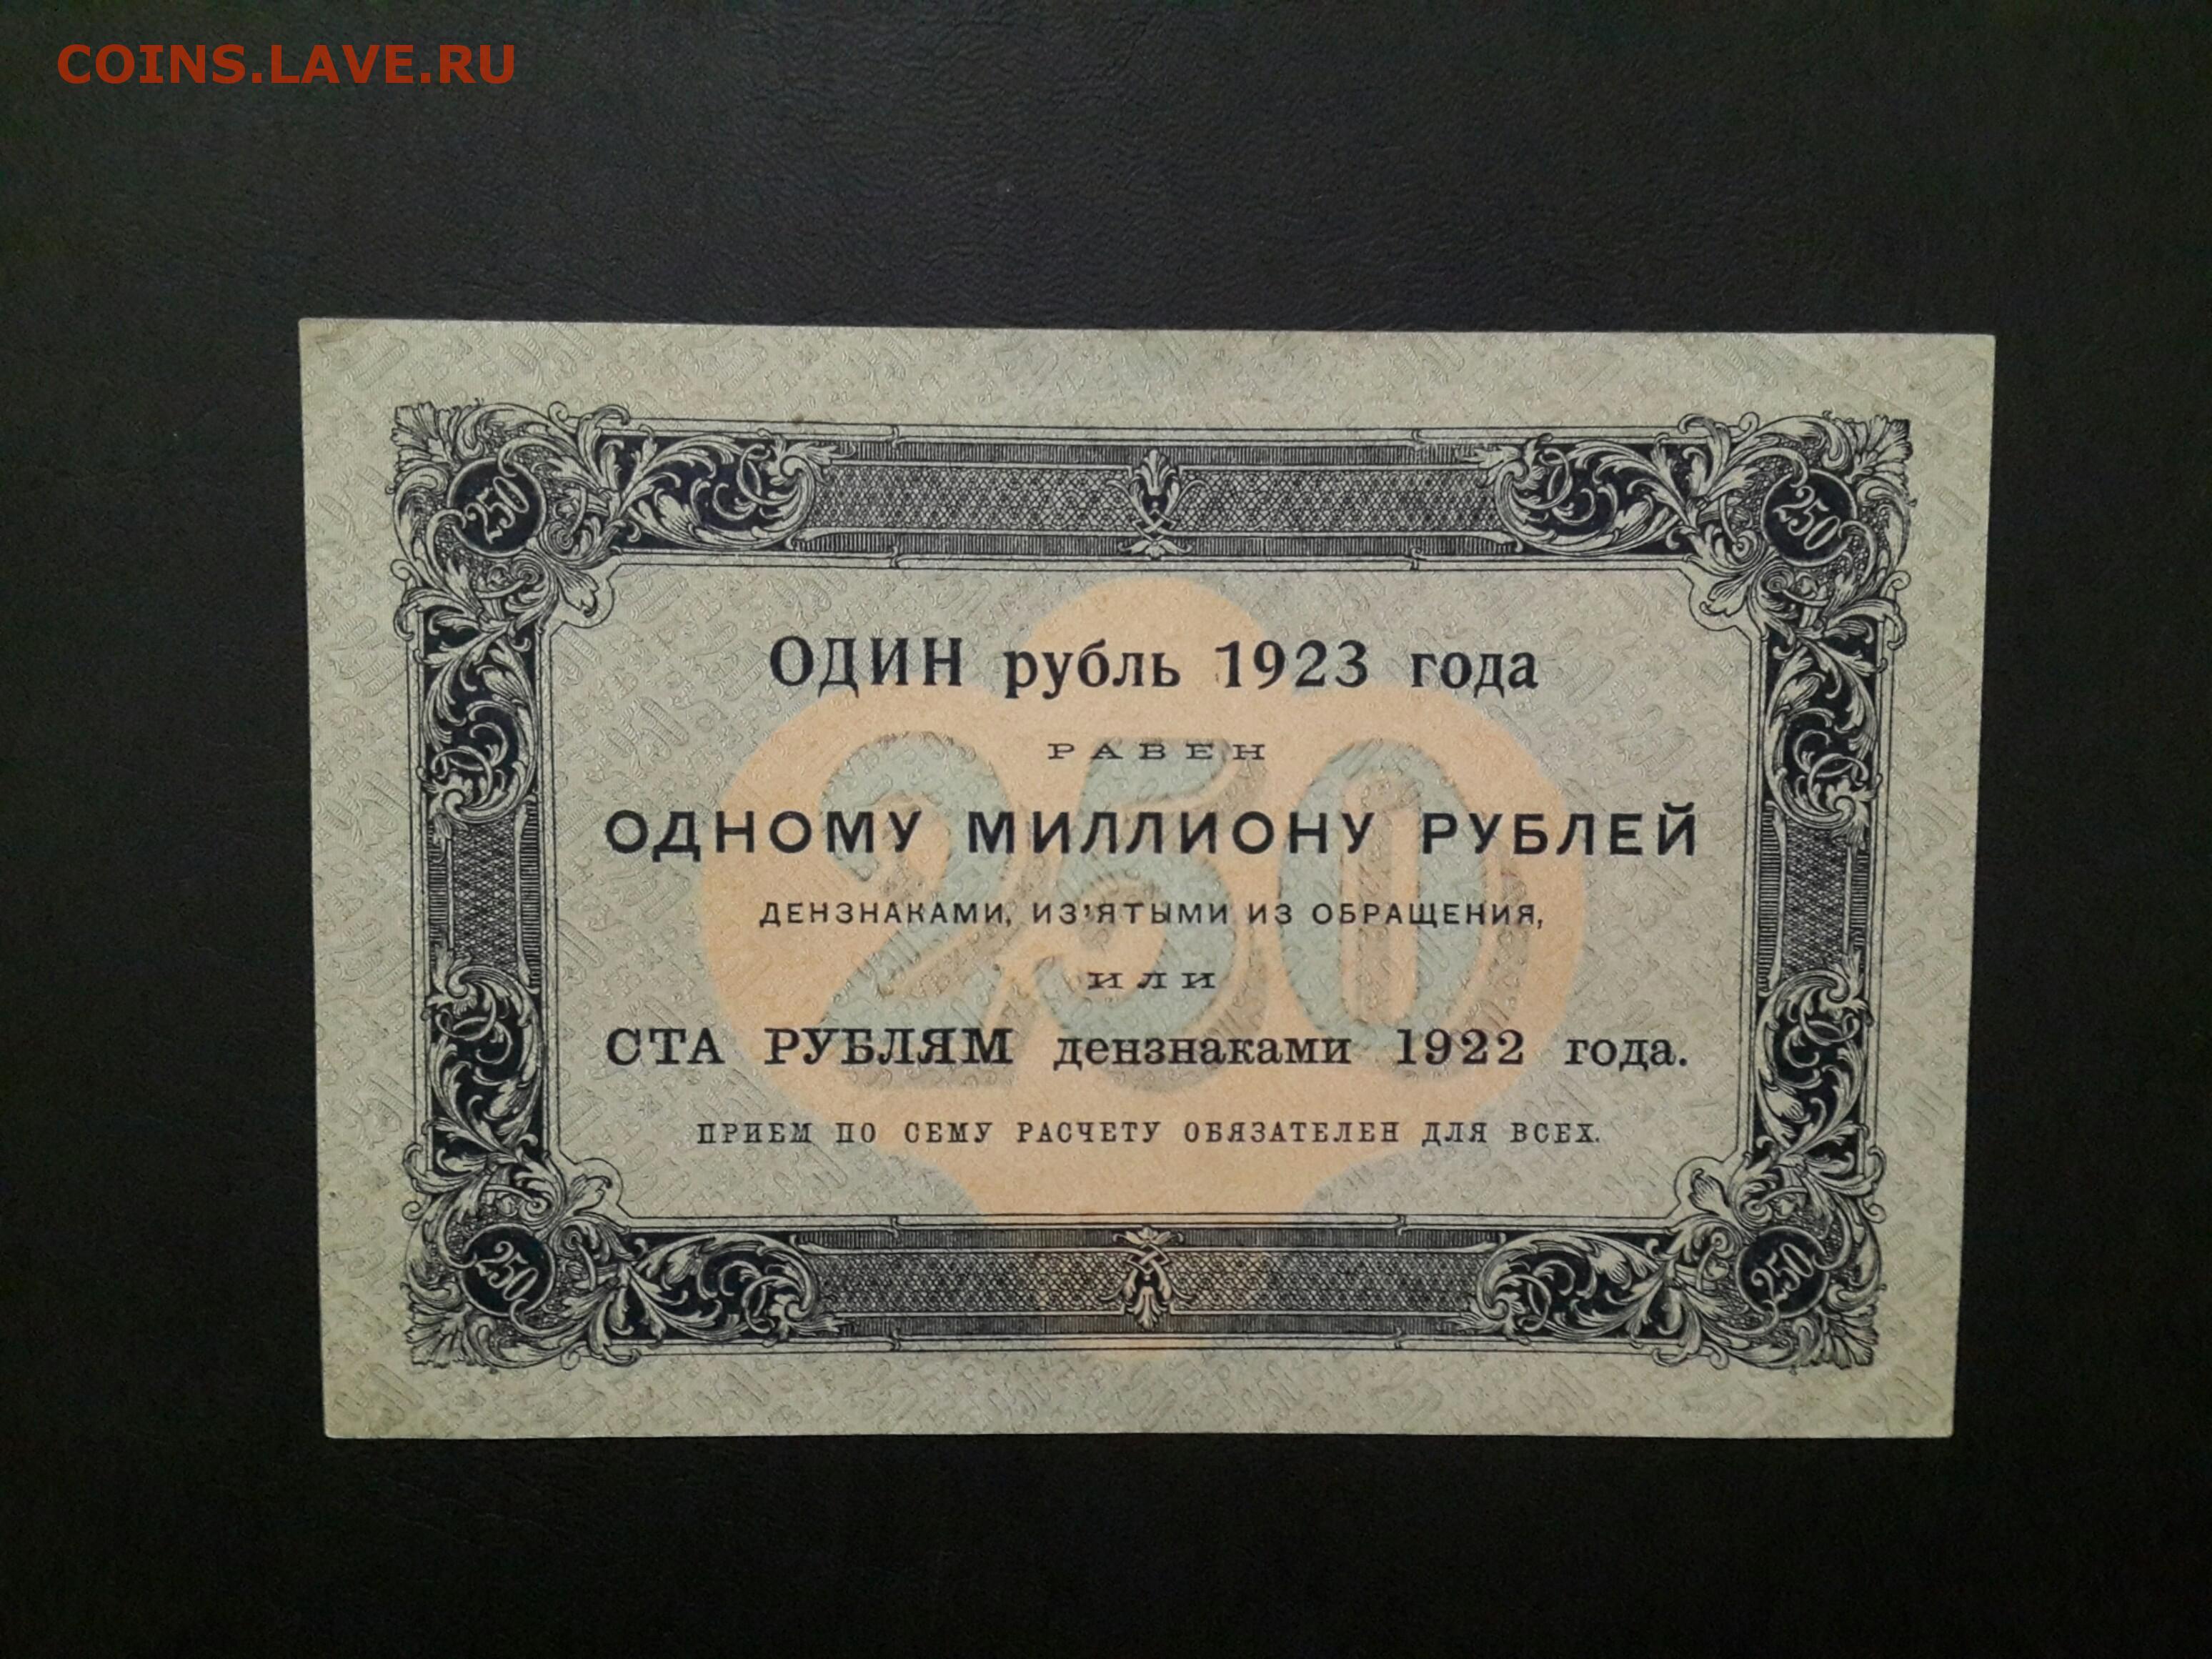 COINS.LAVE.RU
250 250
ОДИН рубль 1923 года
РАВЕН
ОДНОМУ МИЛЛИОНУ РУБЛЕЙ
250
ДЕНЗНАКАМИ, ИЗ'ЯТЫМИ ИЗ ОБРАЩЕНИЯ,
ИЛИ
СТА РУБЛЯМ дензнаками 1922 года.
ПРИЕМ ПО СЕМУ РАСЧЕТУ ОБЯЗАТЕЛЕН ДЛЯ ВСЕХ.
250 250